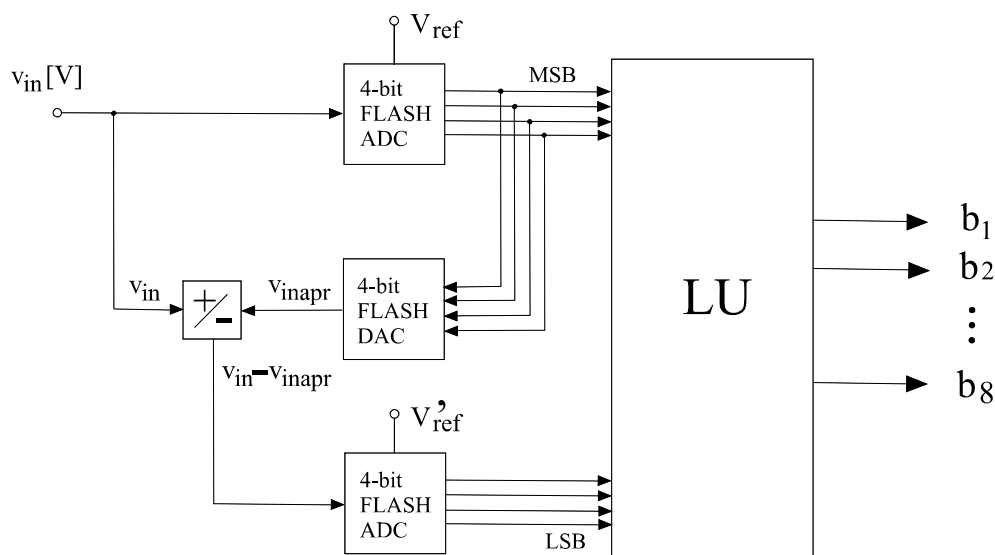 V_ref
v_in [V]
4-bit
FLASH
ADC
MSB
LU
b_1
b_2
b_8
v_in
+/-
v_inapr
4-bit
FLASH
DAC
v_in-v_inapr
V'_ref
4-bit
FLASH
ADC
LSB